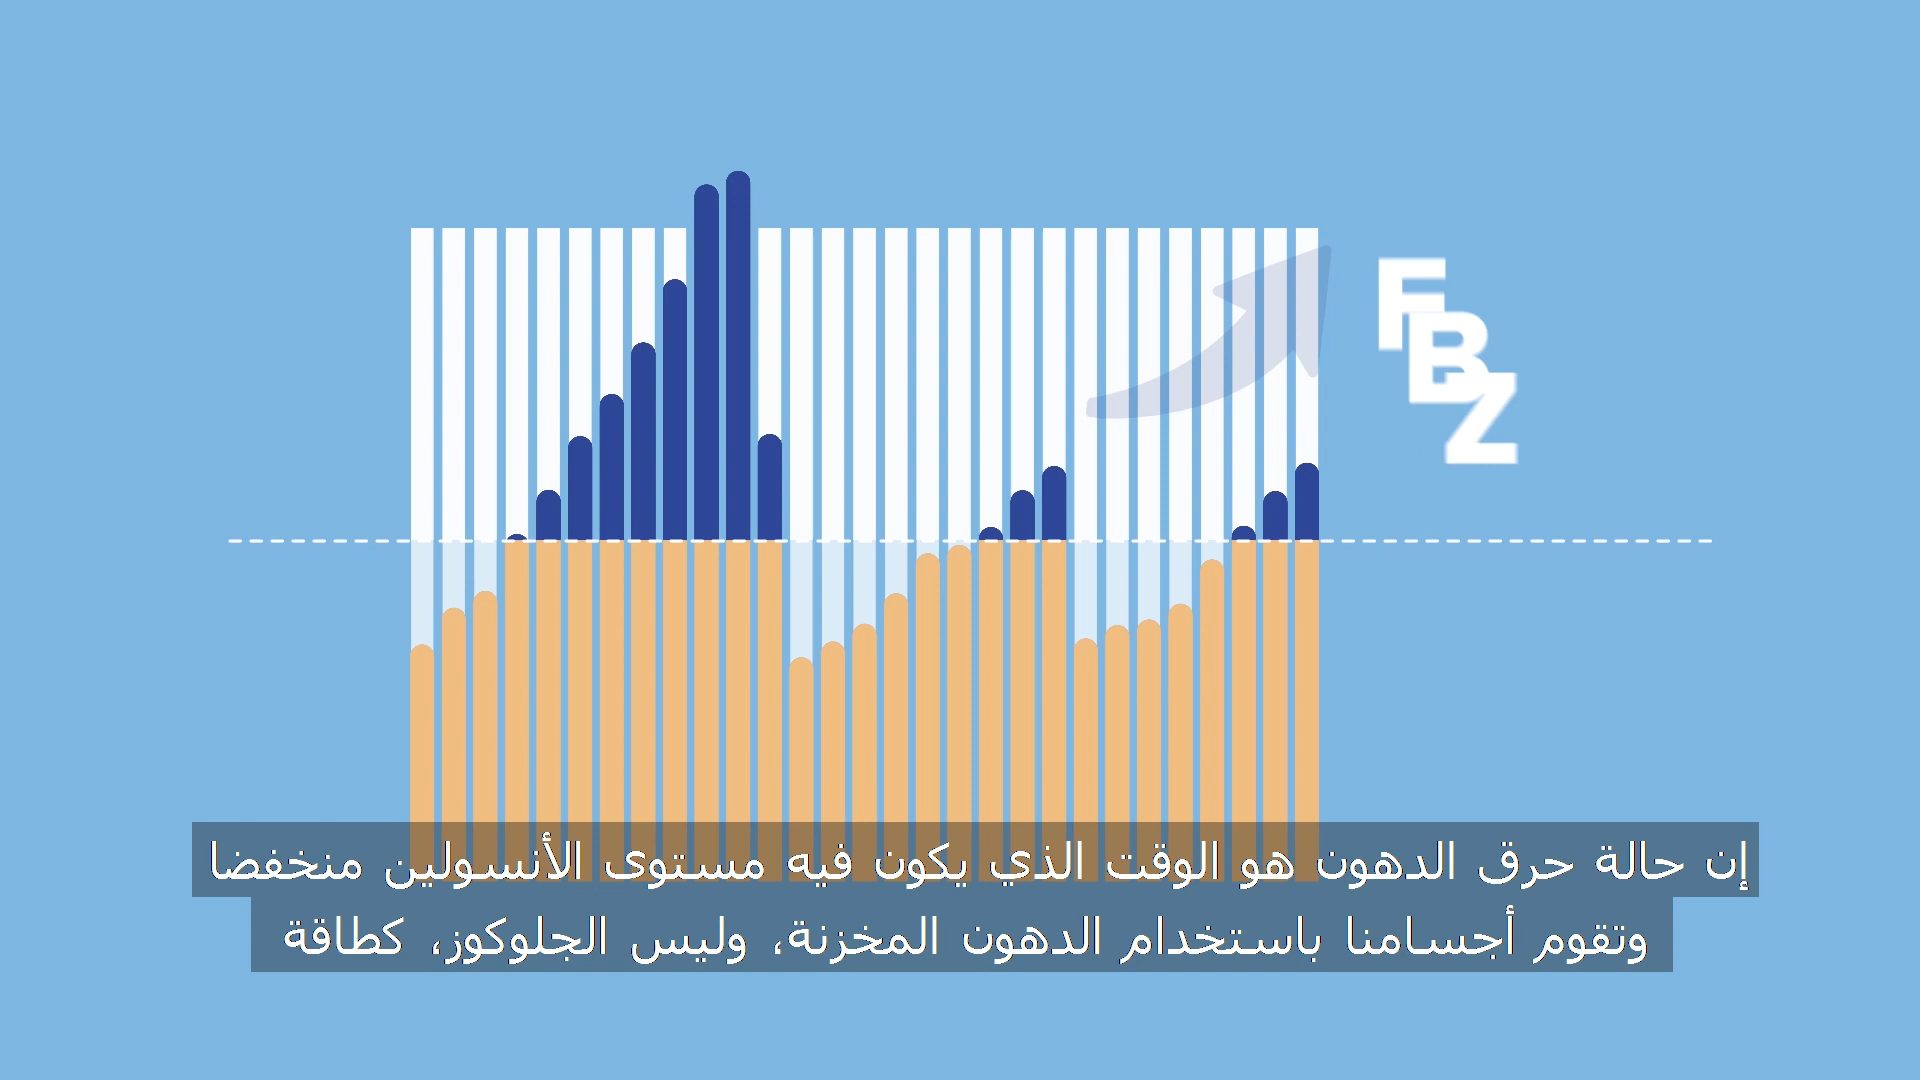 F
B
Z
إن حالة حرق الدهون هو الوقت الذي يكون فيه مستوى الأنسولين منخفضا
وتقوم أجسامنا باستخدام الدهون المخزنة، وليس الجلوكوز، كطاقة